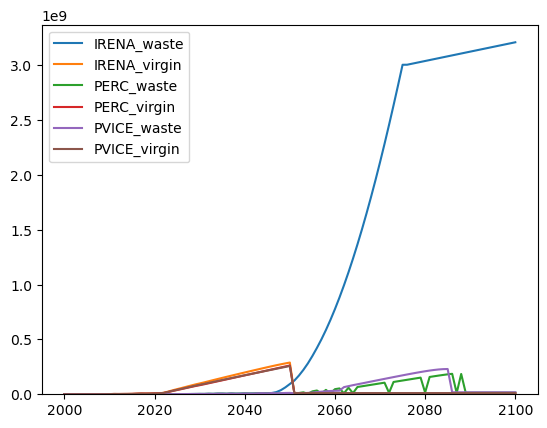 1e9
IRENA_waste
IRENA_virgin
PERC_waste
PERC_virgin
PVICE_waste
PVICE_virgin
3.0
2.5
2.0
1.5
1.0
0.5
0.0
2000 2020 2040 2060 2080 2100